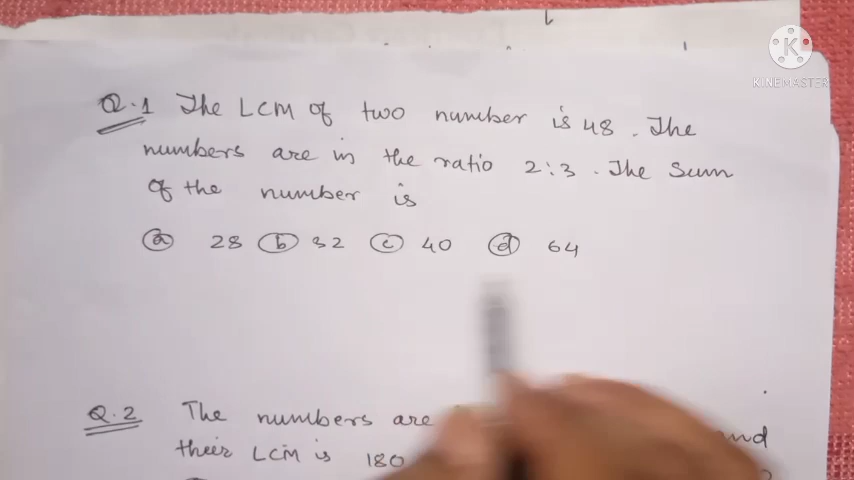 K
KINEMASTER
Q.1 The LCM of two number is 48. The
numbers are in the ratio 2:3. The Sum
of the number is
(a) 28 (b) 32 (c) 40 (d) 64
Q.2 The numbers are
and
their LCM is 180